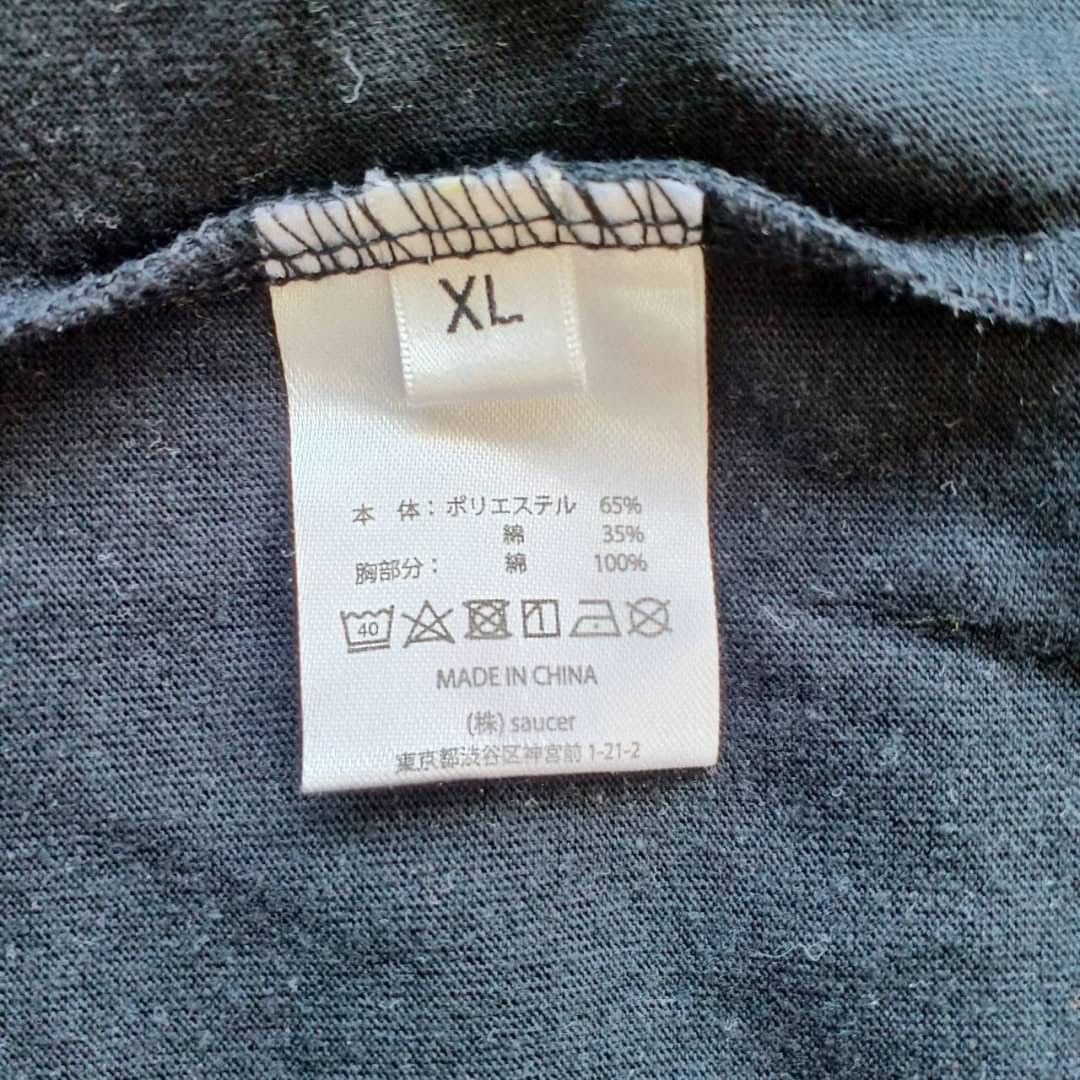 XL
本 体：ポリエステル 65%
綿 35%
胸部分： 綿 100%
40
MADE IN CHINA
(株) saucer
東京都渋谷区神宮前 1-21-2